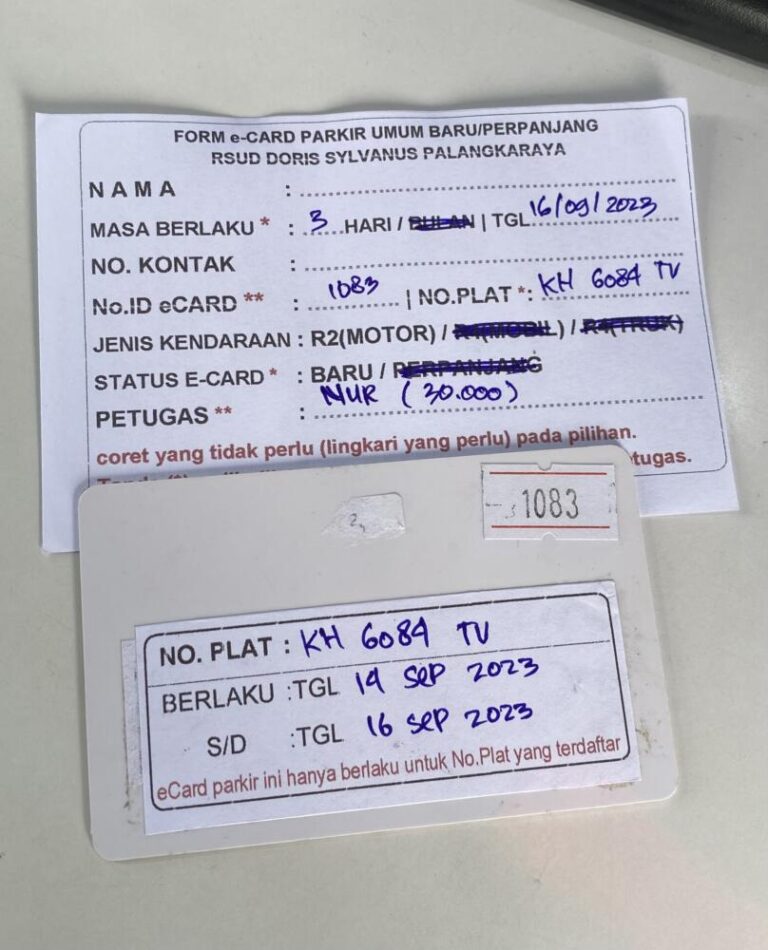 FORM e-CARD PARKIR UMUM BARU/PERPANJANG
RSUD DORIS SYLVANUS PALANGKARAYA
NAMA : 
MASA BERLAKU * : 3 HARI / BULAN | TGL 16/09/2023
NO. KONTAK : 
No.ID eCARD ** : 1083 | NO.PLAT * : KH 6084 TV
JENIS KENDARAAN : R2(MOTOR) / R4(MOBIL) / R4(TRUK)
STATUS E-CARD * : BARU / PERPANJANG
PETUGAS ** : NUR (30.000)
coret yang tidak perlu (lingkari yang perlu) pada pilihan.
tugas.
1083
NO. PLAT : KH 6084 TV
BERLAKU : TGL 14 SEP 2023
S/D : TGL 16 SEP 2023
eCard parkir ini hanya berlaku untuk No.Plat yang terdaftar